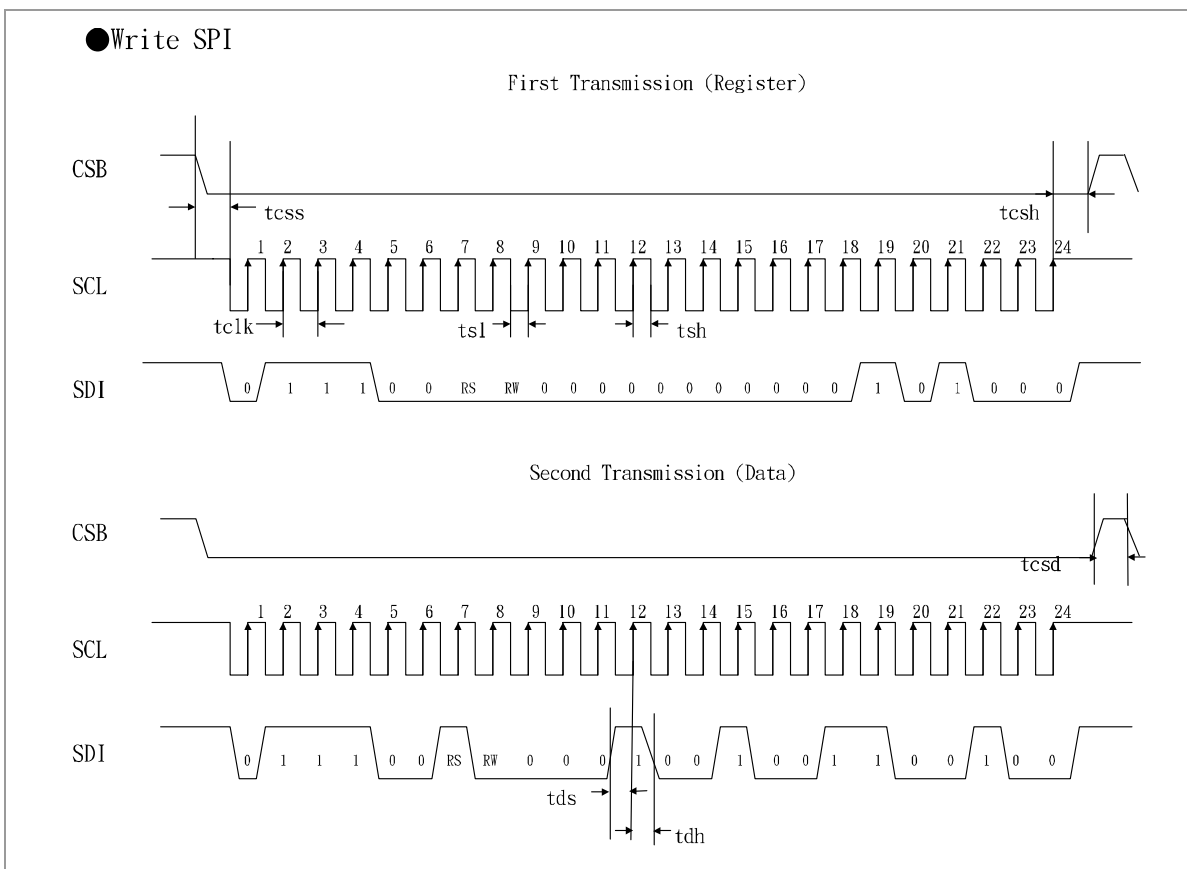 ●Write SPI
First Transmission (Register)
CSB
tcss
tcsh
1 2 3 4 5 6 7 8 9 10 11 12 13 14 15 16 17 18 19 20 21 22 23 24
SCL
tclk
tsl
tsh
SDI
0 1 1 1 0 0 RS RW 0 0 0 0 0 0 0 0 0 0 1 0 1 0 0 0
Second Transmission (Data)
CSB
tcsd
1 2 3 4 5 6 7 8 9 10 11 12 13 14 15 16 17 18 19 20 21 22 23 24
SCL
SDI
0 1 1 1 0 0 RS RW 0 0 0 1 0 0 1 0 0 1 1 0 0 1 0 0
tds
tdh